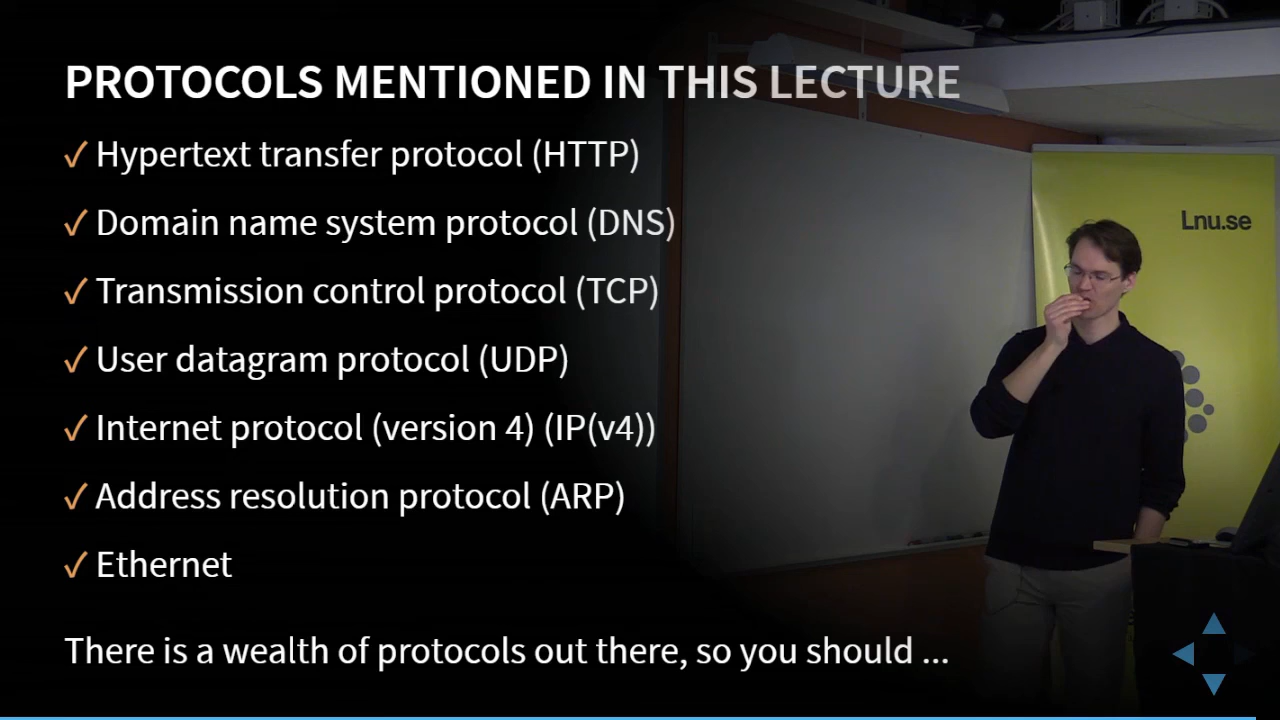 PROTOCOLS MENTIONED IN THIS LECTURE
✓ Hypertext transfer protocol (HTTP)
✓ Domain name system protocol (DNS)
✓ Transmission control protocol (TCP)
✓ User datagram protocol (UDP)
✓ Internet protocol (version 4) (IP(v4))
✓ Address resolution protocol (ARP)
✓ Ethernet
There is a wealth of protocols out there, so you should ...
Lnu.se